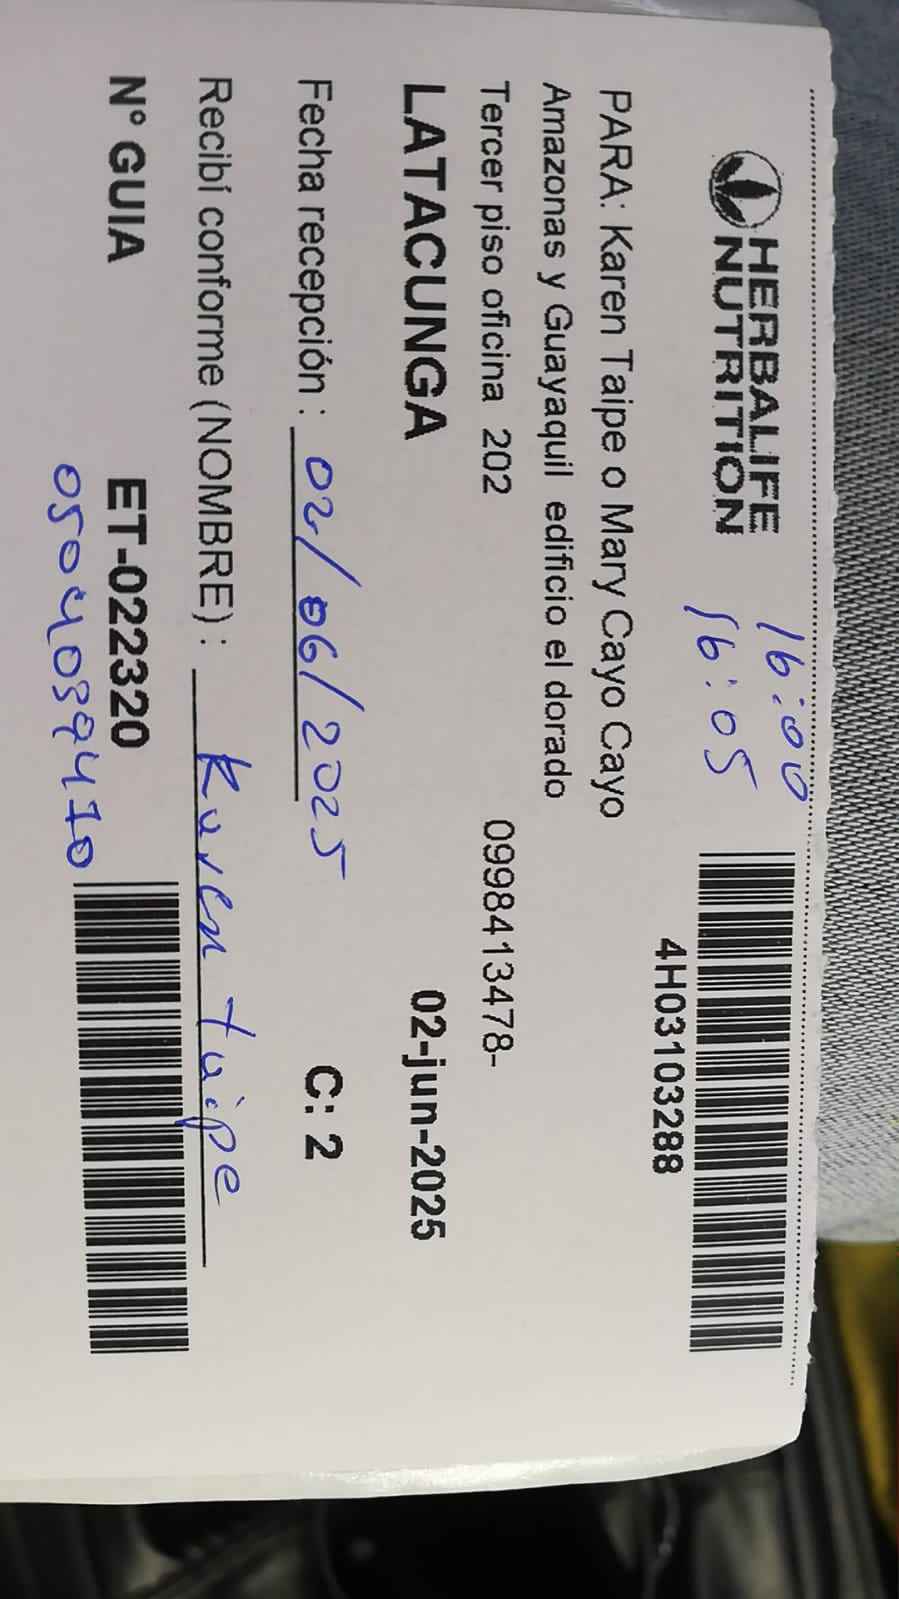 HERBALIFE
NUTRITION
16:00
16:05
4H03103288
PARA: Karen Taipe o Mary Cayo Cayo
Amazonas y Guayaquil edificio el dorado
Tercer piso oficina 202 0998413478-
LATACUNGA 02-jun-2025
Fecha recepción : 02/06/2025 C: 2
Recibí conforme (NOMBRE) : Karen taipe
N° GUIA ET-022320